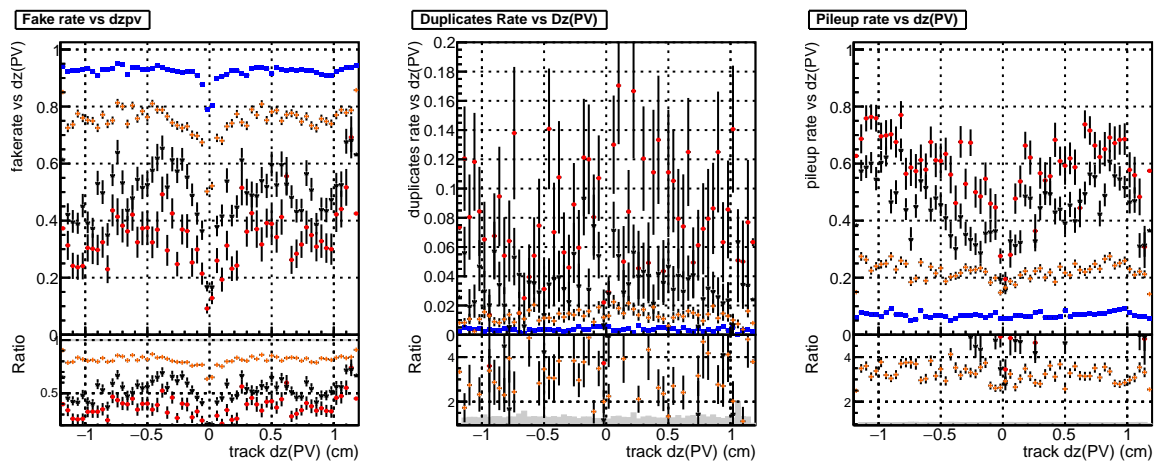 Fake rate vs dzpv
fakerate vs dz(PV)
1
0.8
0.6
0.4
0.2
0
Ratio
0.5
−1 −0.5 0 0.5 1
track dz(PV) (cm)
Duplicates Rate vs Dz(PV)
duplicates rate vs dz(PV)
0.2
0.18
0.16
0.14
0.12
0.1
0.08
0.06
0.04
0.02
0
Ratio
4
2
−1 −0.5 0 0.5 1
track dz(PV) (cm)
Pileup rate vs dz(PV)
pileup rate vs dz(PV)
1
0.8
0.6
0.4
0.2
0
Ratio
4
2
−1 −0.5 0 0.5 1
track dz(PV) (cm)